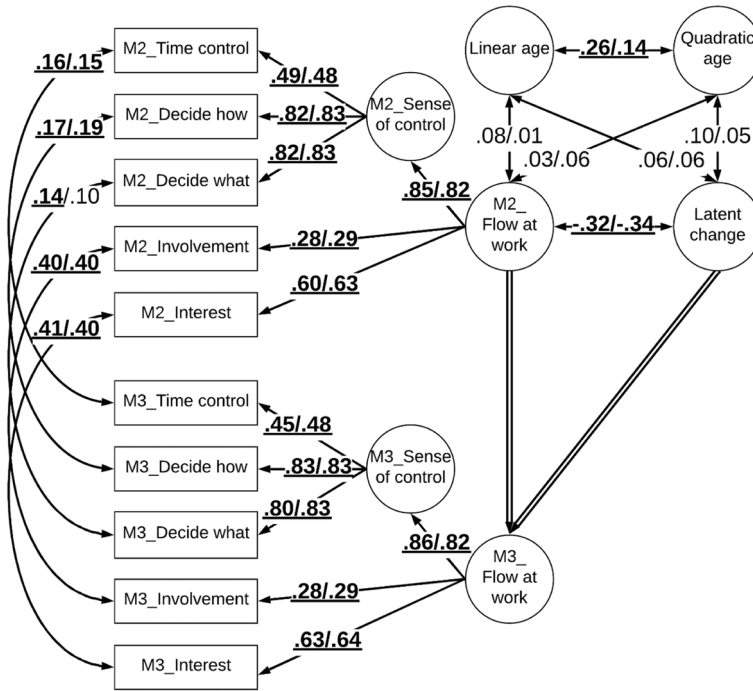 Linear age
Quadratic
age
.26/.14
M2_Time control
.16/.15
.49/.48
M2_Sense
of control
M2_Decide how
.17/.19
.82/.83
.82/.83
.08/.01
.03/.06
.06/.06
.10/.05
M2_Decide what
.14/.10
.85/.82
M2_
Flow at
work
-.32/-.34
Latent
change
M2_Involvement
.40/.40
.28/.29
M2_Interest
.41/.40
.60/.63
M3_Time control
.45/.48
M3_Sense
of control
M3_Decide how
.83/.83
M3_Decide what
.80/.83
.86/.82
M3_
Flow at
work
M3_Involvement
.28/.29
M3_Interest
.63/.64